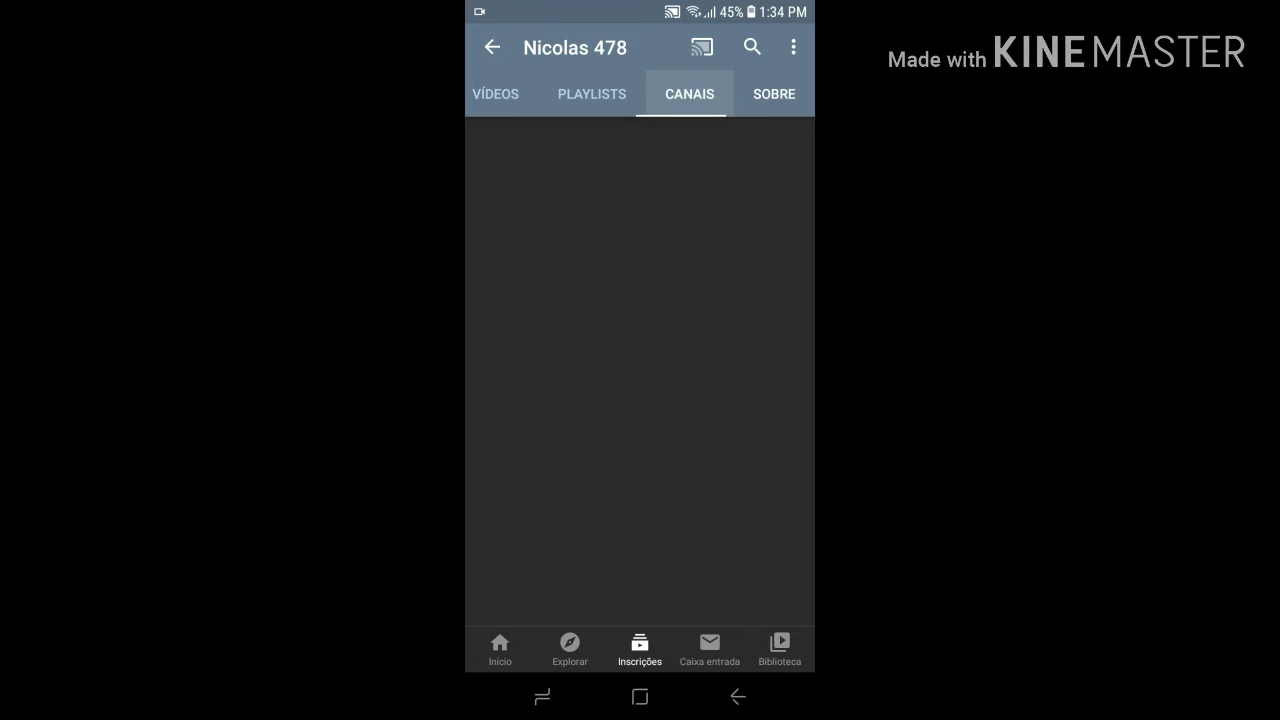 45% 1:34 PM
Nicolas 478
Made with KINEMASTER
VÍDEOS PLAYLISTS CANAIS SOBRE
Início Explorar Inscrições Caixa entrada Biblioteca